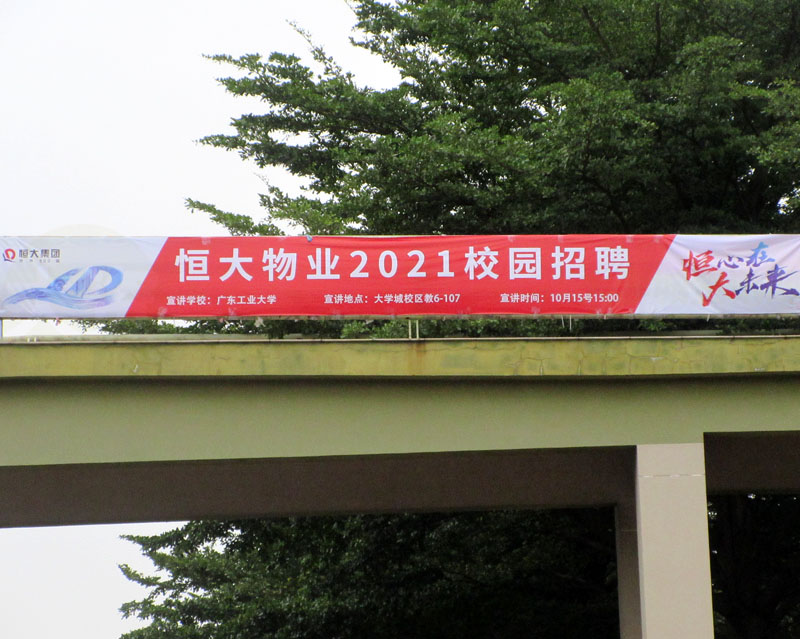 恒大集团
恒大物业2021校园招聘
宣讲学校：广东工业大学
宣讲地点：大学城校区教6-107
宣讲时间：10月15号15:00
恒心在
大未来